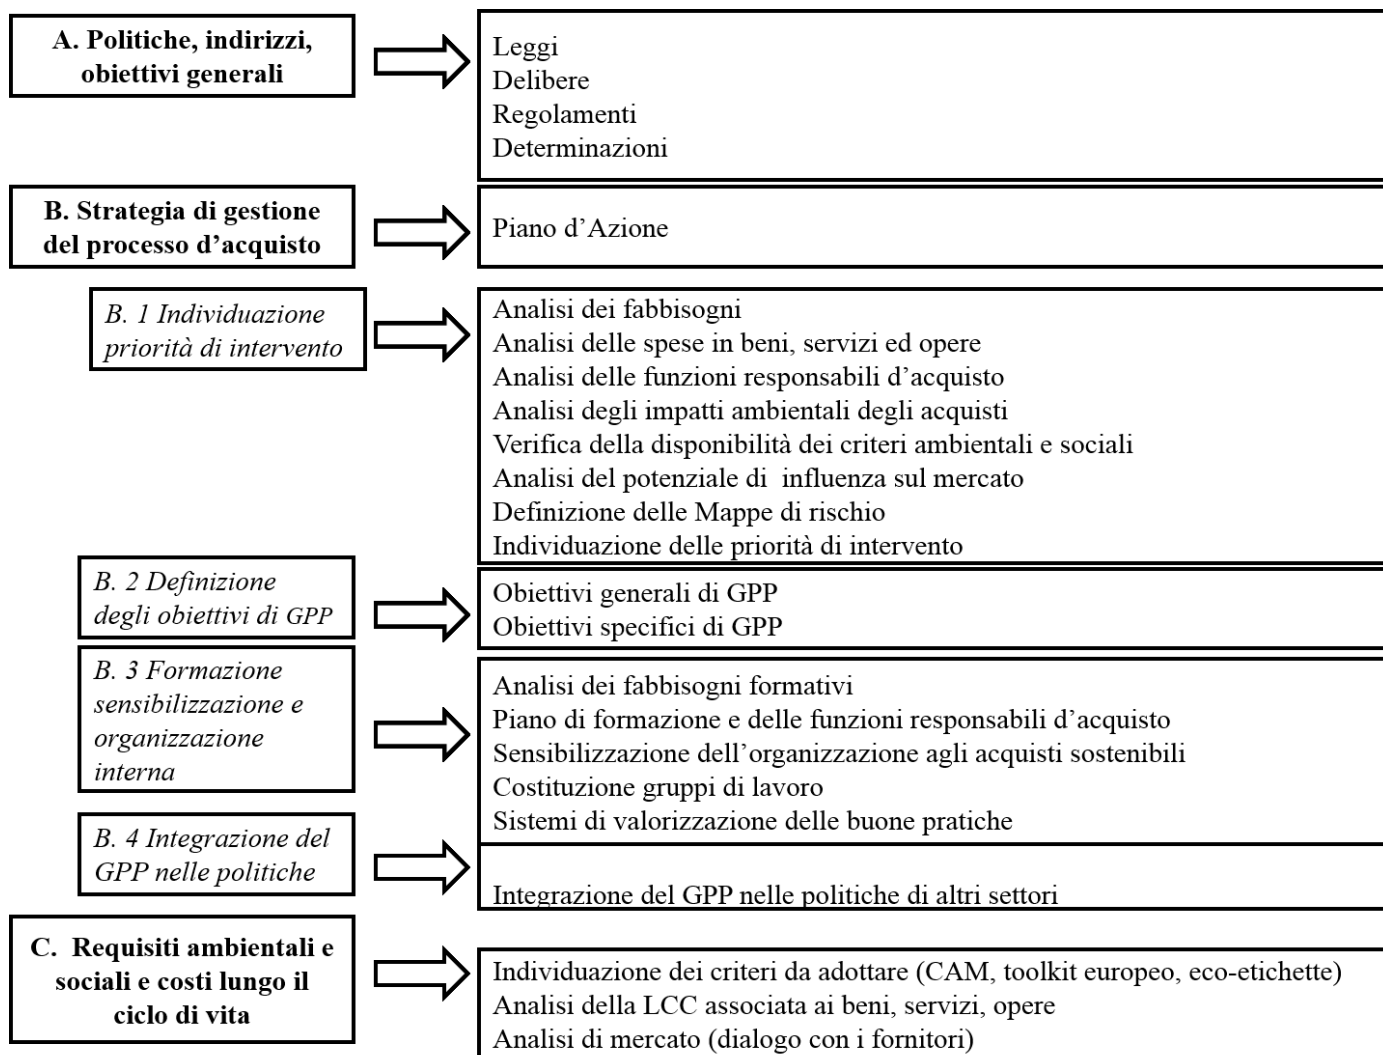 A. Politiche, indirizzi,
obiettivi generali
Leggi
Delibere
Regolamenti
Determinazioni
B. Strategia di gestione
del processo d’acquisto
Piano d’Azione
B. 1 Individuazione
priorità di intervento
Analisi dei fabbisogni
Analisi delle spese in beni, servizi ed opere
Analisi delle funzioni responsabili d’acquisto
Analisi degli impatti ambientali degli acquisti
Verifica della disponibilità dei criteri ambientali e sociali
Analisi del potenziale di  influenza sul mercato
Definizione delle Mappe di rischio
Individuazione delle priorità di intervento
B. 2 Definizione
degli obiettivi di GPP
Obiettivi generali di GPP
Obiettivi specifici di GPP
B. 3 Formazione
sensibilizzazione e
organizzazione
interna
Analisi dei fabbisogni formativi
Piano di formazione e delle funzioni responsabili d’acquisto
Sensibilizzazione dell’organizzazione agli acquisti sostenibili
Costituzione gruppi di lavoro
Sistemi di valorizzazione delle buone pratiche
B. 4 Integrazione del
GPP nelle politiche
Integrazione del GPP nelle politiche di altri settori
C.  Requisiti ambientali e
sociali e costi lungo il
ciclo di vita
Individuazione dei criteri da adottare (CAM, toolkit europeo, eco-etichette)
Analisi della LCC associata ai beni, servizi, opere
Analisi di mercato (dialogo con i fornitori)